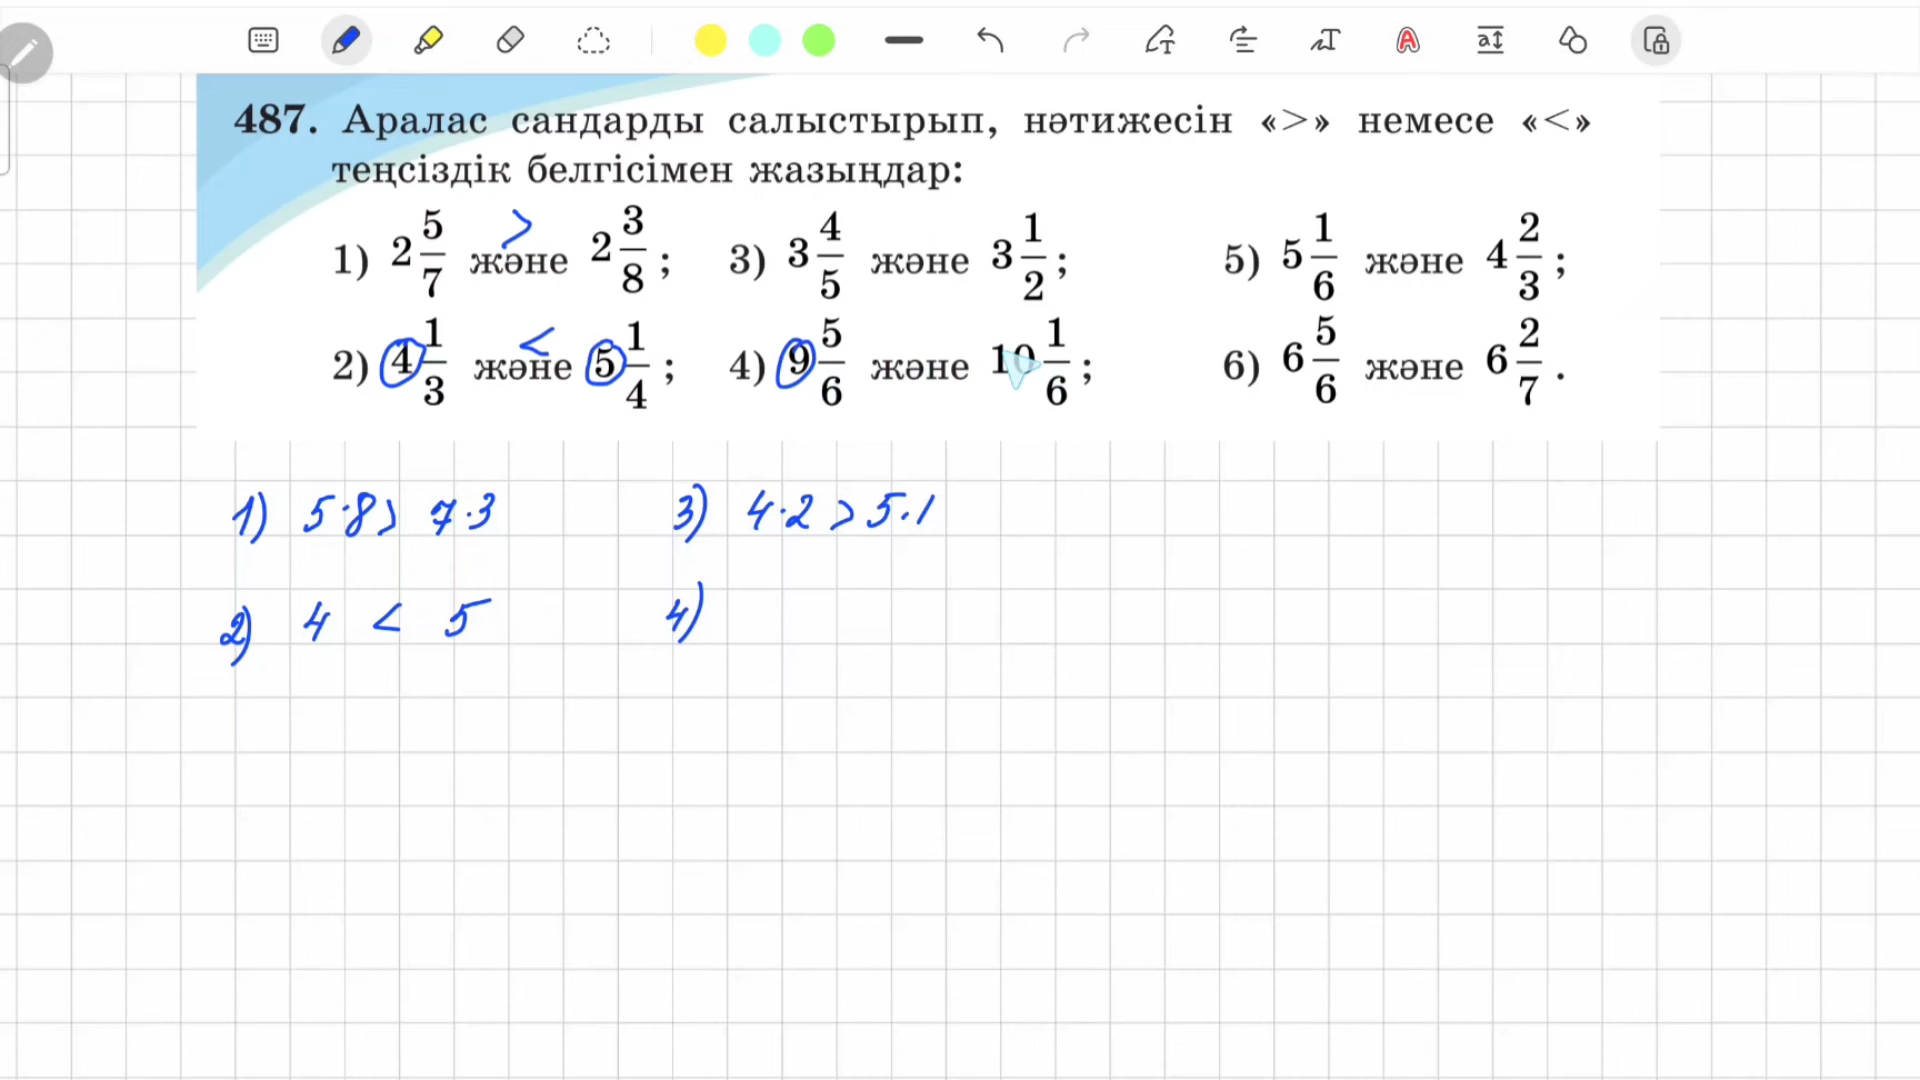 487. Аралас сандарды салыстырып, нәтижесін «>» немесе «<»
теңсіздік белгісімен жазыңдар:
1) 2 5/7 > және 2 3/8 ; 3) 3 4/5 және 3 1/2 ; 5) 5 1/6 және 4 2/3 ;
2) 4 1/3 < және 5 1/4 ; 4) 9 5/6 және 10 1/6 ; 6) 6 5/6 және 6 2/7 .
1) 5·8 > 7·3 3) 4·2 > 5·1
2) 4 < 5 4)